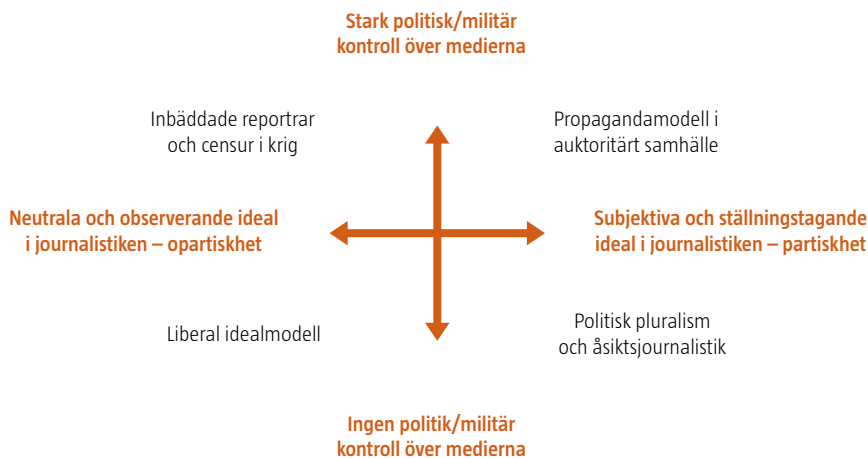 Stark politisk/militär
kontroll över medierna
Inbäddade reportrar
och censur i krig
Propagandamodell i
auktoritärt samhälle
Neutrala och observerande ideal
i journalistiken – opartiskhet
Subjektiva och ställningstagande
ideal i journalistiken – partiskhet
Liberal idealmodell
Politisk pluralism
och åsiktsjournalistik
Ingen politik/militär
kontroll över medierna